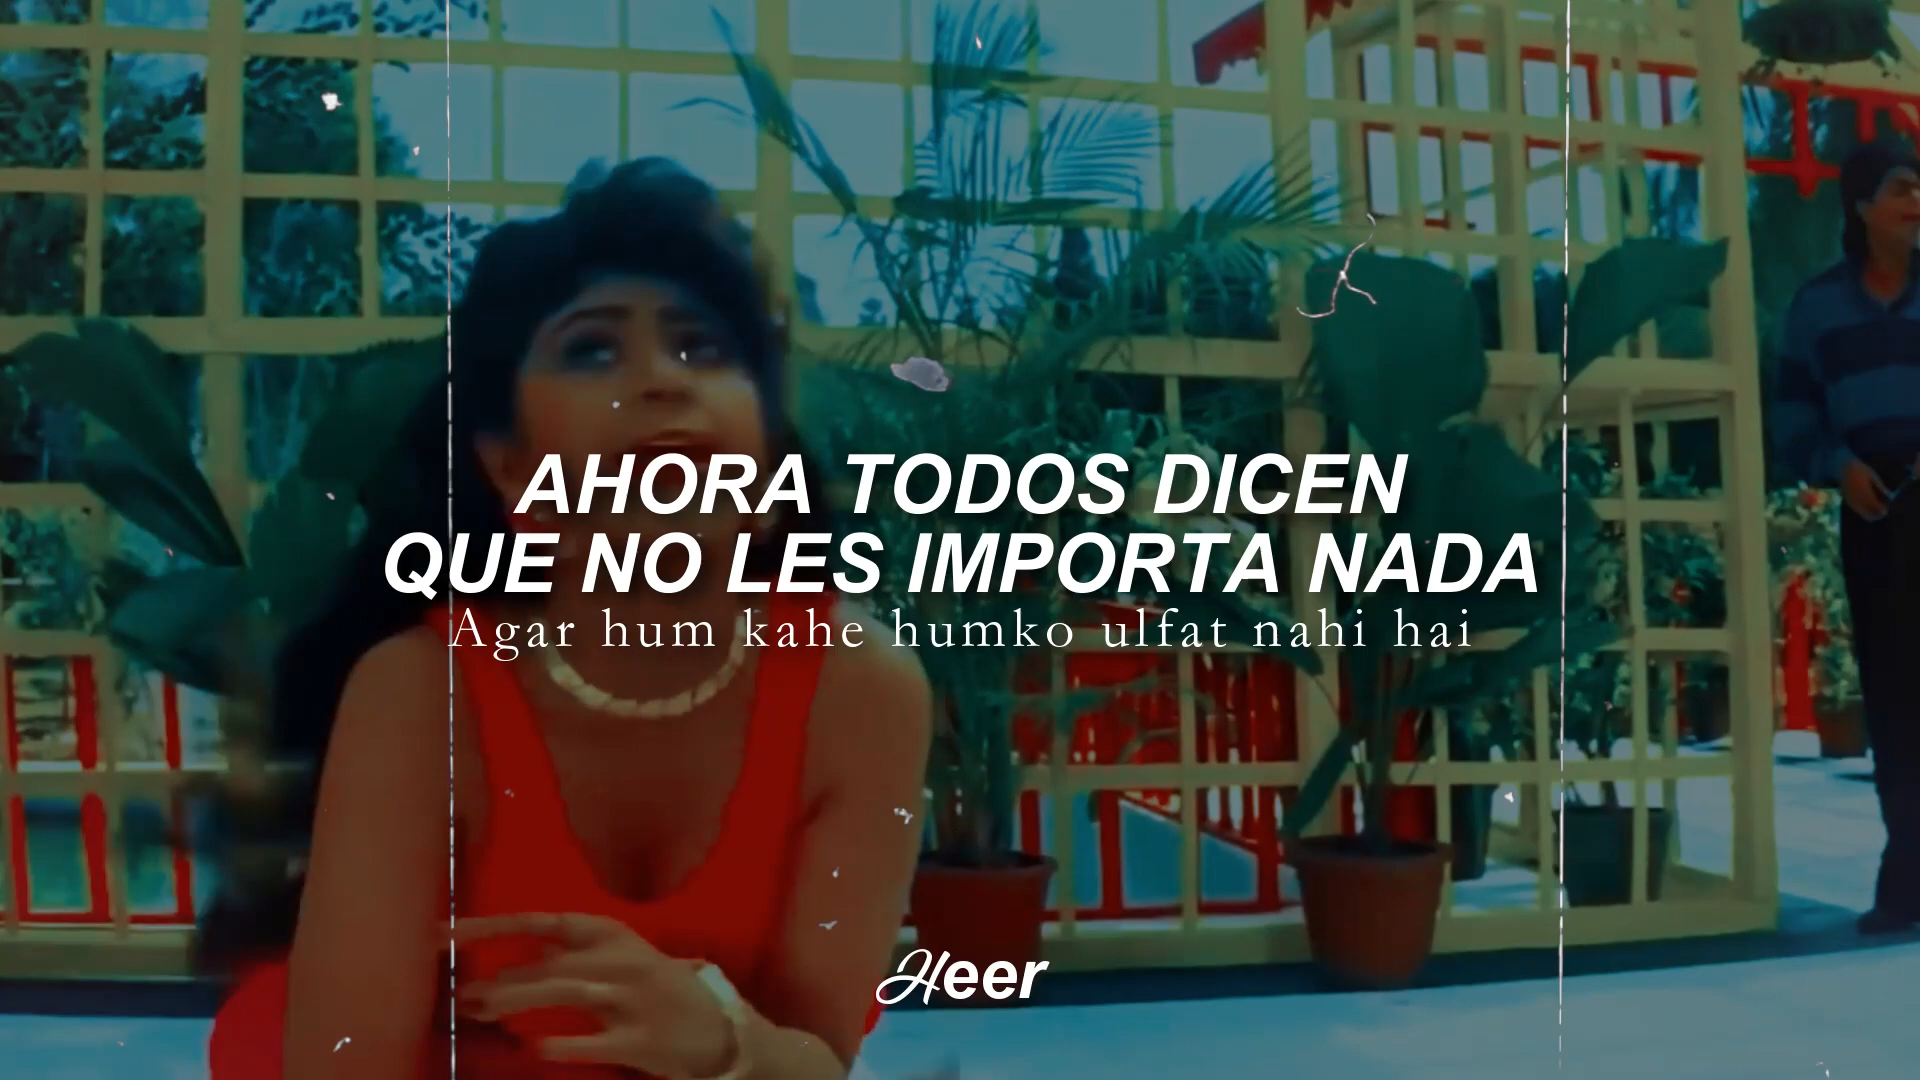 AHORA TODOS DICEN
QUE NO LES IMPORTA NADA
Agar hum kahe humko ulfat nahi hai
Heer